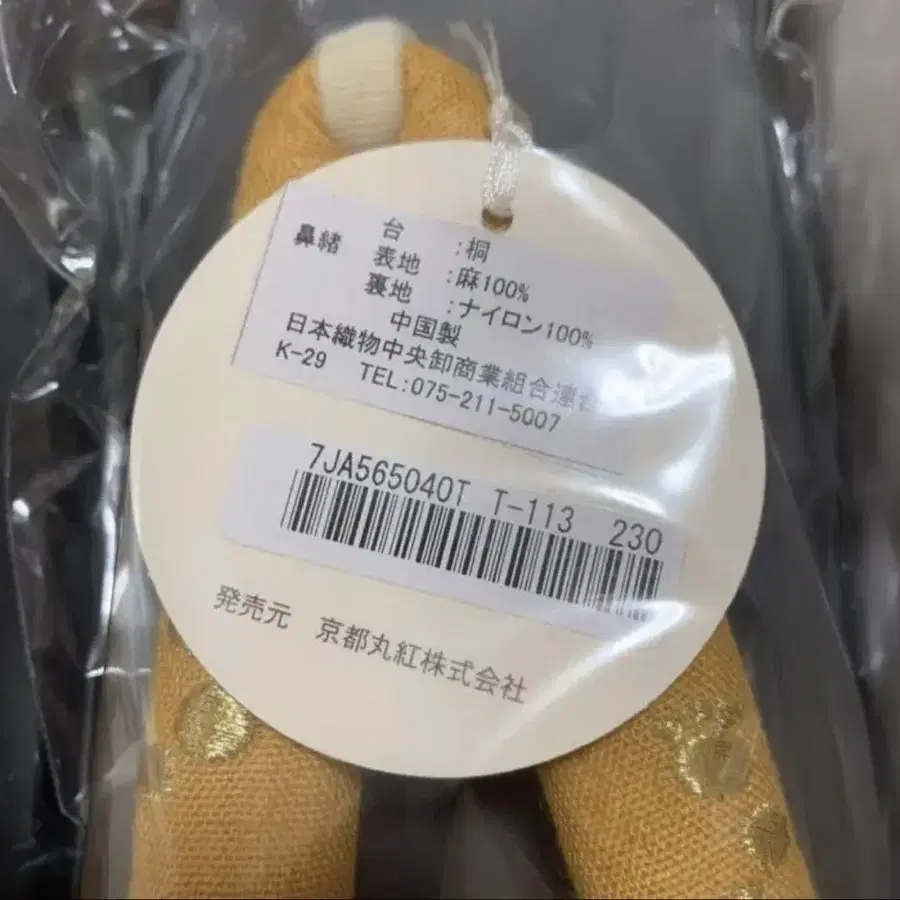 台 :桐
鼻緒 表地 :麻100%
裏地 :ナイロン100%
中国製
日本織物中央卸商業組合連合
K-29 TEL:075-211-5007
7JA565040T T-113 230
発売元 京都丸紅株式会社